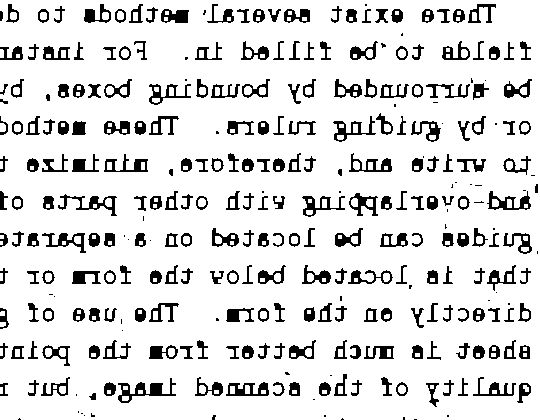 There exist several methods to de
fields to be filled in. For instan
be surrounded by bounding boxes, by
or by guiding rulers. These method
to write and, therefore, minimize t
and overlapping with other parts of
guides can be located on a separate
that is located below the form or t
directly on the form. The use of g
sheet is much better from the point
quality of the scanned image, but r